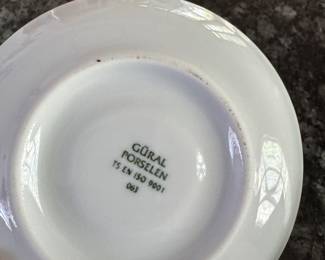 GÜRAL
PORSELEN
TS EN ISO 9001
063